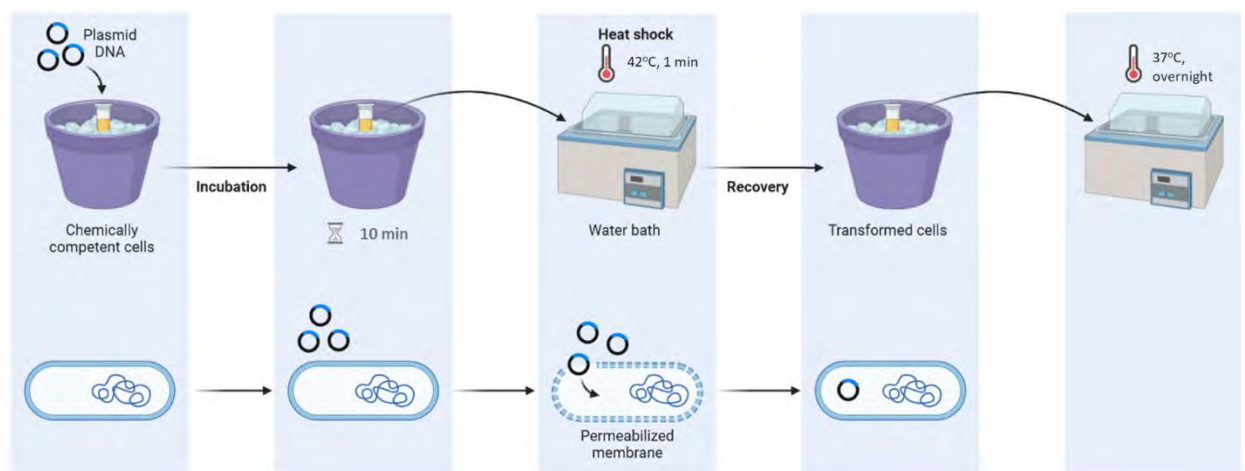 Plasmid
DNA
Chemically
competent cells
Incubation
10 min
Heat shock
42°C, 1 min
Water bath
Recovery
Transformed cells
37°C,
overnight
Permeabilized
membrane